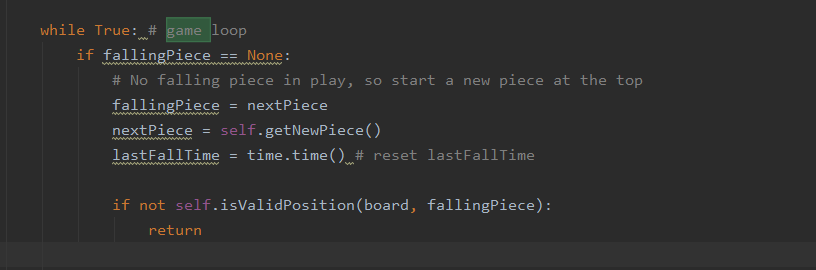 while True: # game loop
if fallingPiece == None:
# No falling piece in play, so start a new piece at the top
fallingPiece = nextPiece
nextPiece = self.getNewPiece()
lastFallTime = time.time() # reset lastFallTime
if not self.isValidPosition(board, fallingPiece):
return